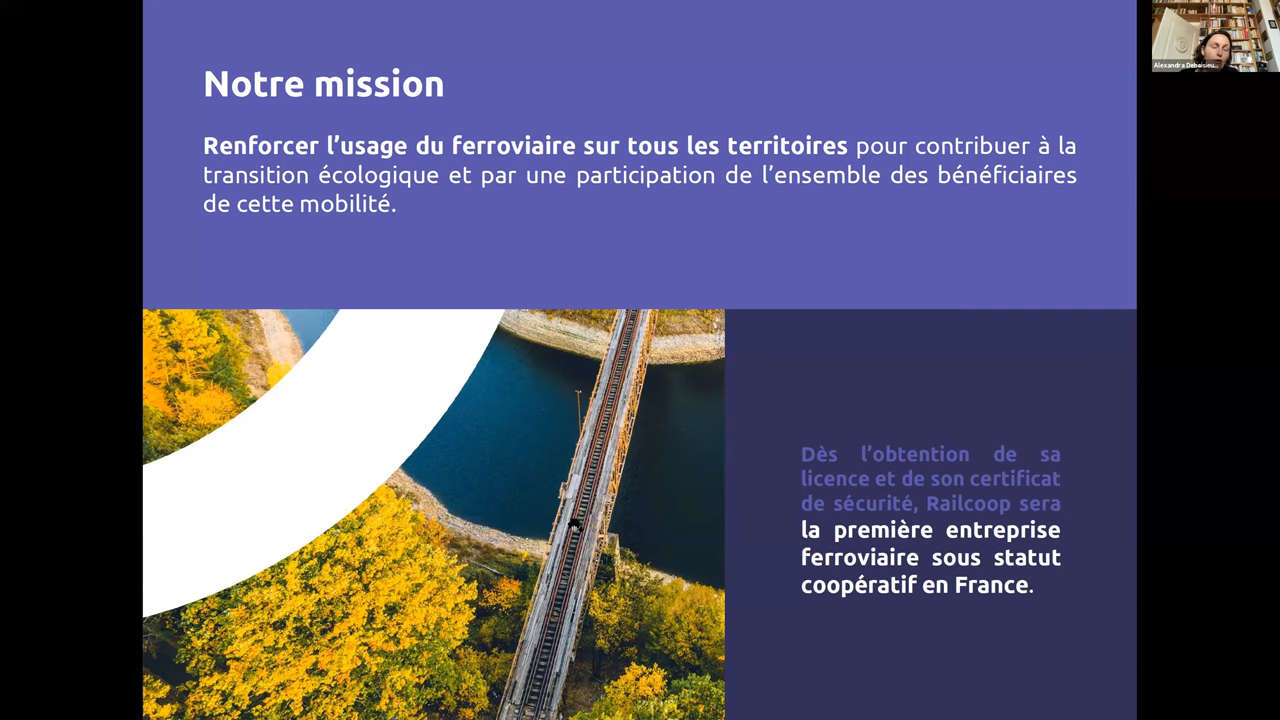 Alexandra Debaisieu...
Notre mission
Renforcer l'usage du ferroviaire sur tous les territoires pour contribuer à la
transition écologique et par une participation de l'ensemble des bénéficiaires
de cette mobilité.
Dès l'obtention de sa
licence et de son certificat
de sécurité, Railcoop sera
la première entreprise
ferroviaire sous statut
coopératif en France.